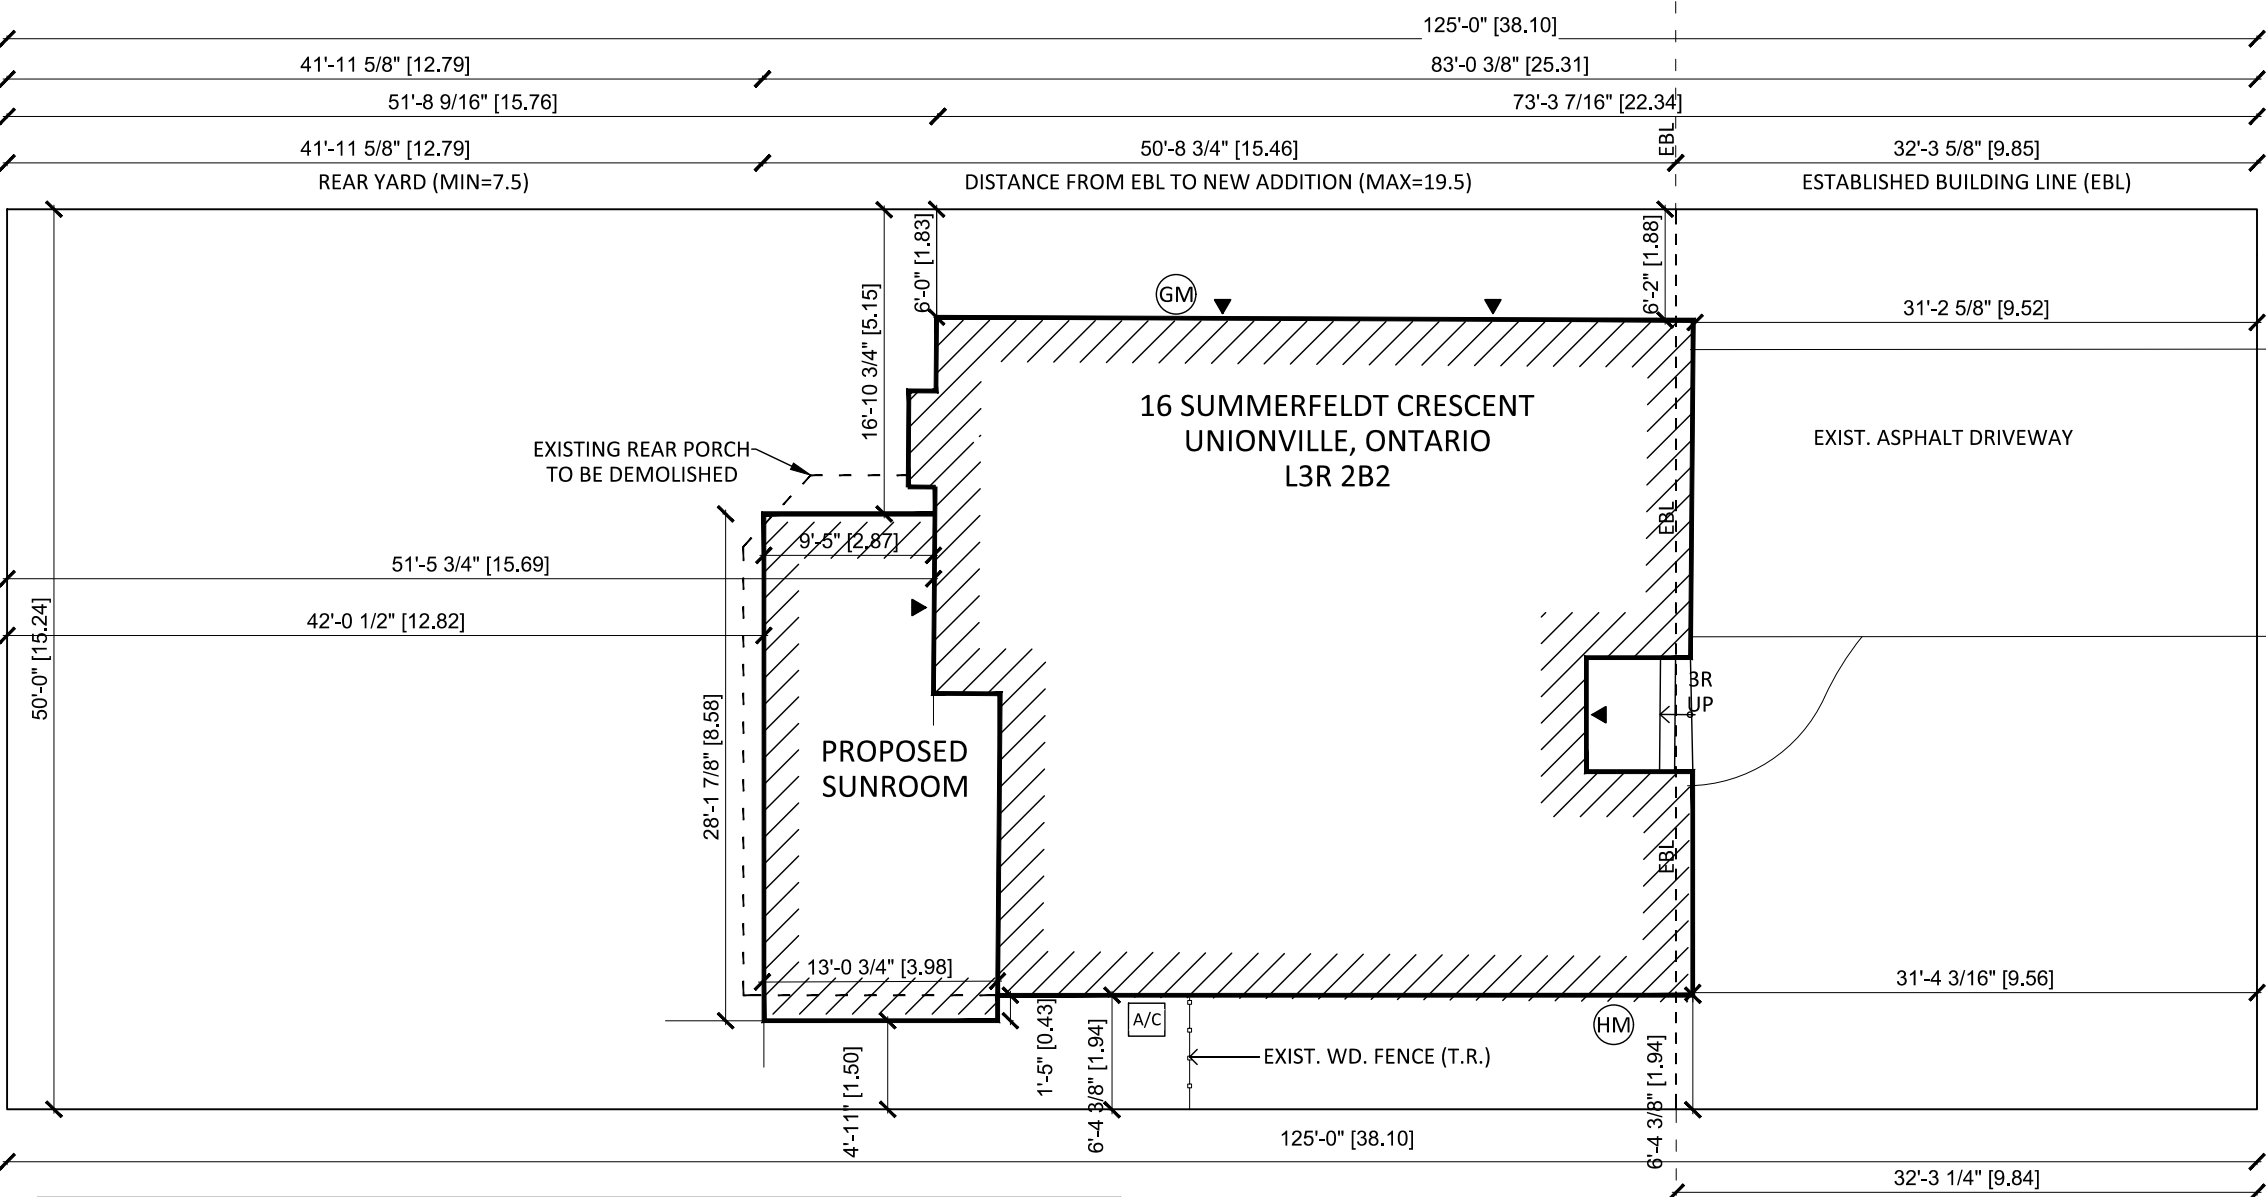 125'-0" [38.10]
41'-11 5/8" [12.79]
83'-0 3/8" [25.31]
51'-8 9/16" [15.76]
73'-3 7/16" [22.34]
EBL
41'-11 5/8" [12.79]
50'-8 3/4" [15.46]
32'-3 5/8" [9.85]
REAR YARD (MIN=7.5)
DISTANCE FROM EBL TO NEW ADDITION (MAX=19.5)
ESTABLISHED BUILDING LINE (EBL)
6'-0" [1.83]
6'-2" [1.88]
GM
16'-10 3/4" [5.15]
31'-2 5/8" [9.52]
16 SUMMERFELDT CRESCENT
UNIONVILLE, ONTARIO
L3R 2B2
EXISTING REAR PORCH
TO BE DEMOLISHED
EXIST. ASPHALT DRIVEWAY
EBL
9'-5" [2.87]
51'-5 3/4" [15.69]
42'-0 1/2" [12.82]
50'-0" [15.24]
3R
UP
28'-1 7/8" [8.58]
PROPOSED
SUNROOM
EBL
13'-0 3/4" [3.98]
31'-4 3/16" [9.56]
A/C
HM
1'-5" [0.43]
EXIST. WD. FENCE (T.R.)
4'-11" [1.50]
6'-4 3/8" [1.94]
6'-4 3/8" [1.94]
125'-0" [38.10]
32'-3 1/4" [9.84]